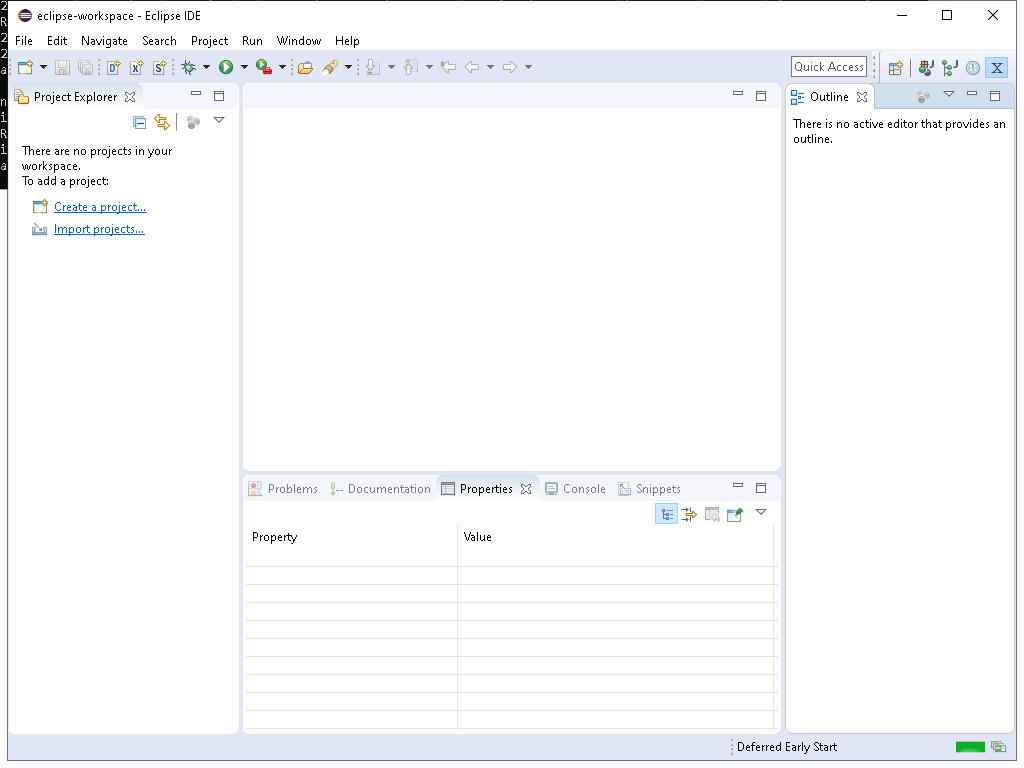 eclipse-workspace - Eclipse IDE
File Edit Navigate Search Project Run Window Help
Quick Access
Project Explorer
Outline
There is no active editor that provides an
outline.
There are no projects in your
workspace.
To add a project:
Create a project...
Import projects...
Problems Documentation Properties Console Snippets
Property Value
Deferred Early Start